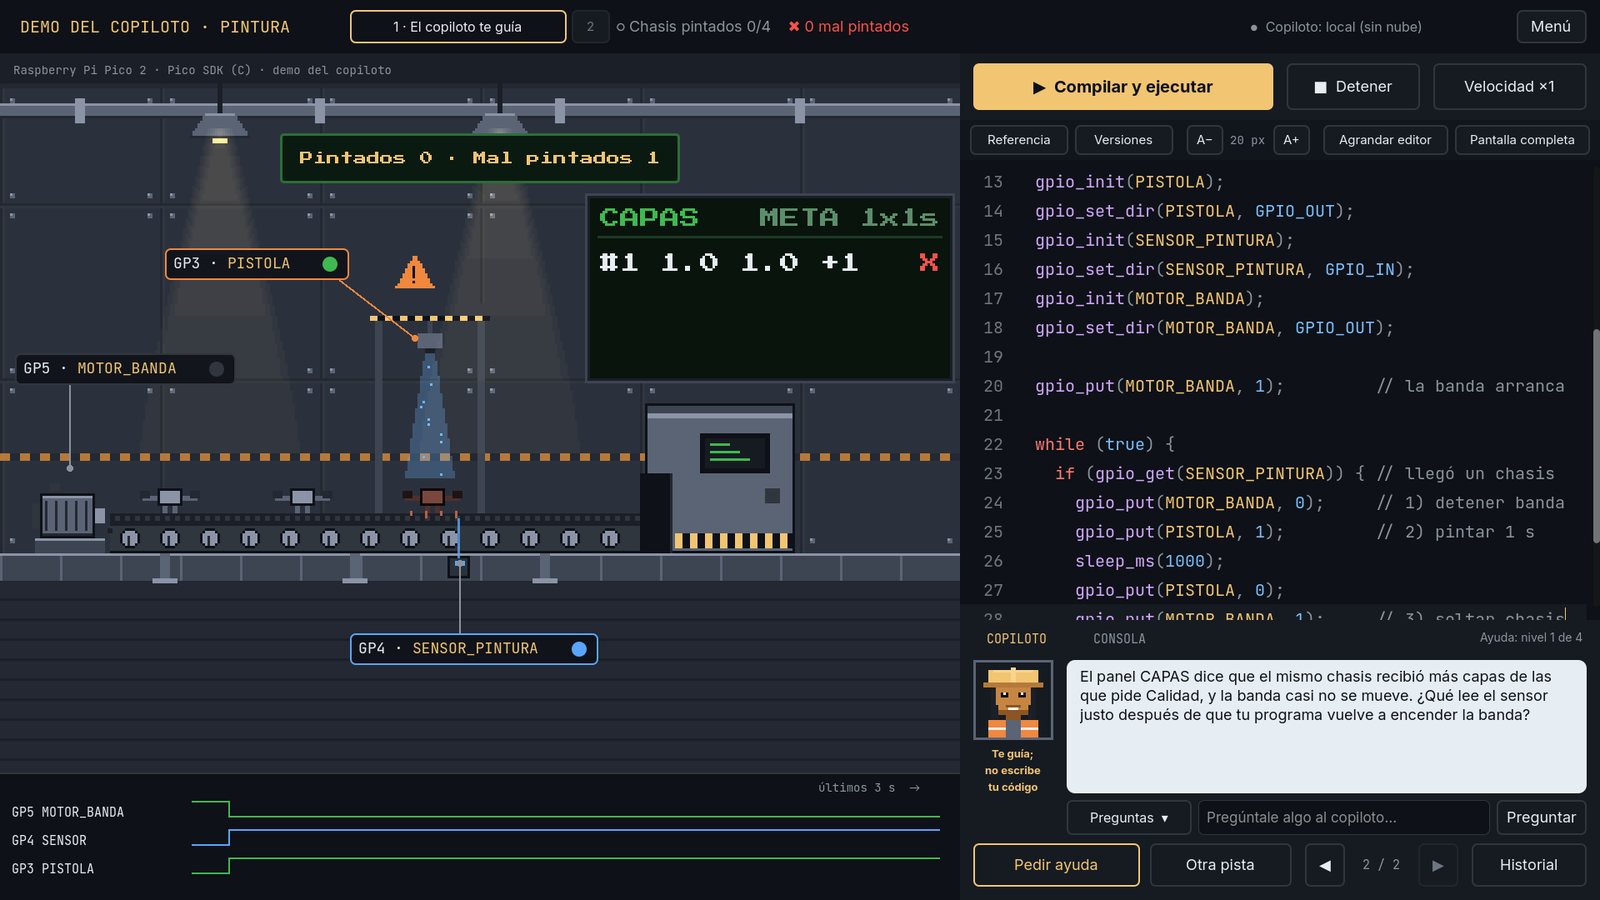 DEMO DEL COPILOTO · PINTURA
1 · El copiloto te guía
2
Chasis pintados 0/4
✖ 0 mal pintados
● Copiloto: local (sin nube)
Menú
Raspberry Pi Pico 2 · Pico SDK (C) · demo del copiloto
Pintados 0 · Mal pintados 1
CAPAS META 1x1s
#1 1.0 1.0 +1 X
GP3 · PISTOLA
GP5 · MOTOR_BANDA
GP4 · SENSOR_PINTURA
últimos 3 s →
GP5 MOTOR_BANDA
GP4 SENSOR
GP3 PISTOLA
▶ Compilar y ejecutar
■ Detener
Velocidad ×1
Referencia
Versiones
A−
20 px
A+
Agrandar editor
Pantalla completa
13 gpio_init(PISTOLA);
14 gpio_set_dir(PISTOLA, GPIO_OUT);
15 gpio_init(SENSOR_PINTURA);
16 gpio_set_dir(SENSOR_PINTURA, GPIO_IN);
17 gpio_init(MOTOR_BANDA);
18 gpio_set_dir(MOTOR_BANDA, GPIO_OUT);
19
20 gpio_put(MOTOR_BANDA, 1); // la banda arranca
21
22 while (true) {
23 if (gpio_get(SENSOR_PINTURA)) { // llegó un chasis
24 gpio_put(MOTOR_BANDA, 0); // 1) detener banda
25 gpio_put(PISTOLA, 1); // 2) pintar 1 s
26 sleep_ms(1000);
27 gpio_put(PISTOLA, 0);
28 gpio_put(MOTOR_BANDA, 1); // 3) soltar chasis
COPILOTO
CONSOLA
Ayuda: nivel 1 de 4
El panel CAPAS dice que el mismo chasis recibió más capas de las
que pide Calidad, y la banda casi no se mueve. ¿Qué lee el sensor
justo después de que tu programa vuelve a encender la banda?
Te guía;
no escribe
tu código
Preguntas ▾
Pregúntale algo al copiloto...
Preguntar
Pedir ayuda
Otra pista
◀
2 / 2
▶
Historial